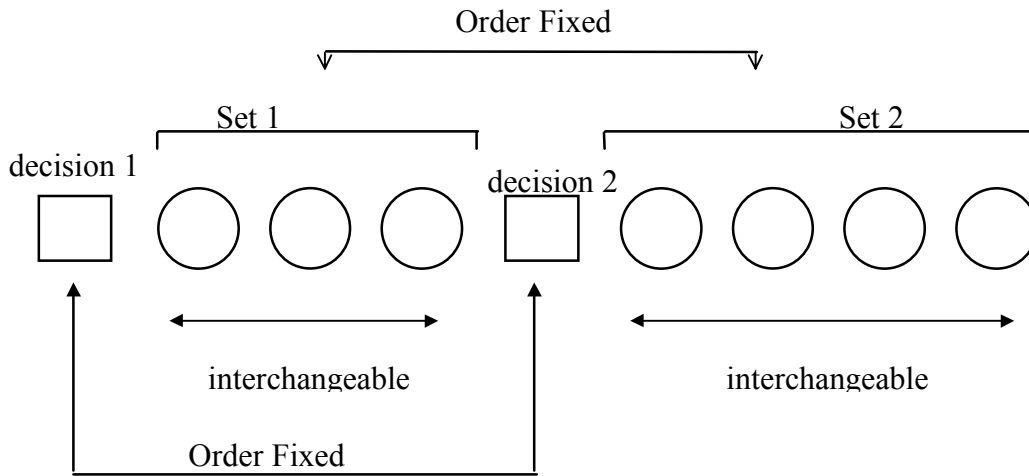 Order Fixed
Set 1
Set 2
decision 1
decision 2
interchangeable
interchangeable
Order Fixed